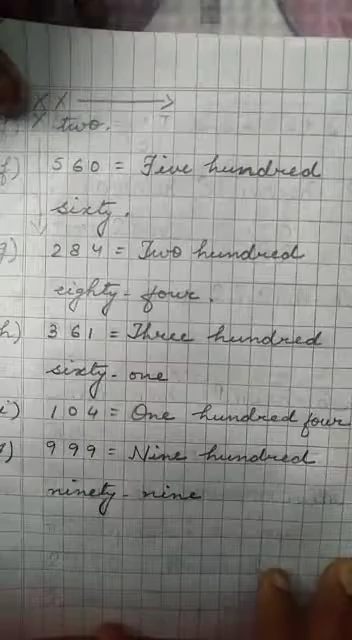 X X
X two.
f) 560 = Five hundred
sixty.
g) 284 = Two hundred
eighty-four.
h) 361 = Three hundred
sixty-one
i) 104 = One hundred four
999 = Nine hundred
ninety-nine